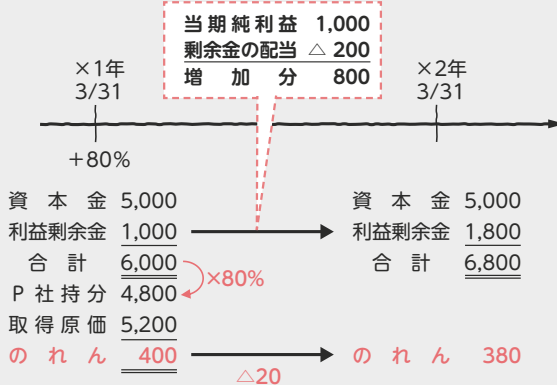 当期純利益 1,000
剰余金の配当 △ 200
増加分 800
×1年
3/31
×2年
3/31
+80%
資本金 5,000
利益剰余金 1,000
合計 6,000
×80%
P社持分 4,800
取得原価 5,200
のれん 400
△20
資本金 5,000
利益剰余金 1,800
合計 6,800
のれん 380